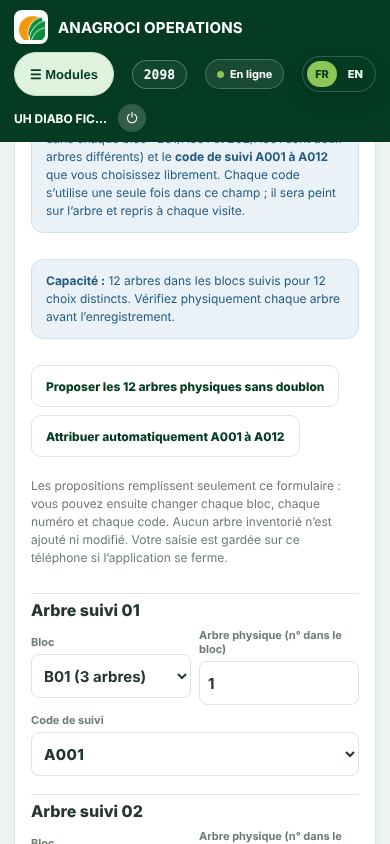 ANAGROCI OPERATIONS
☰ Modules
2098
En ligne
FR
EN
UH DIABO FIC...
arbres différents) et le code de suivi A001 à A012
que vous choisissez librement. Chaque code
s'utilise une seule fois dans ce champ ; il sera peint
sur l'arbre et repris à chaque visite.
Capacité : 12 arbres dans les blocs suivis pour 12
choix distincts. Vérifiez physiquement chaque arbre
avant l'enregistrement.
Proposer les 12 arbres physiques sans doublon
Attribuer automatiquement A001 à A012
Les propositions remplissent seulement ce formulaire :
vous pouvez ensuite changer chaque bloc, chaque
numéro et chaque code. Aucun arbre inventorié n'est
ajouté ni modifié. Votre saisie est gardée sur ce
téléphone si l'application se ferme.
Arbre suivi 01
Bloc
Arbre physique (n° dans le
bloc)
B01 (3 arbres)
1
Code de suivi
A001
Arbre suivi 02
Bloc
Arbre physique (n° dans le